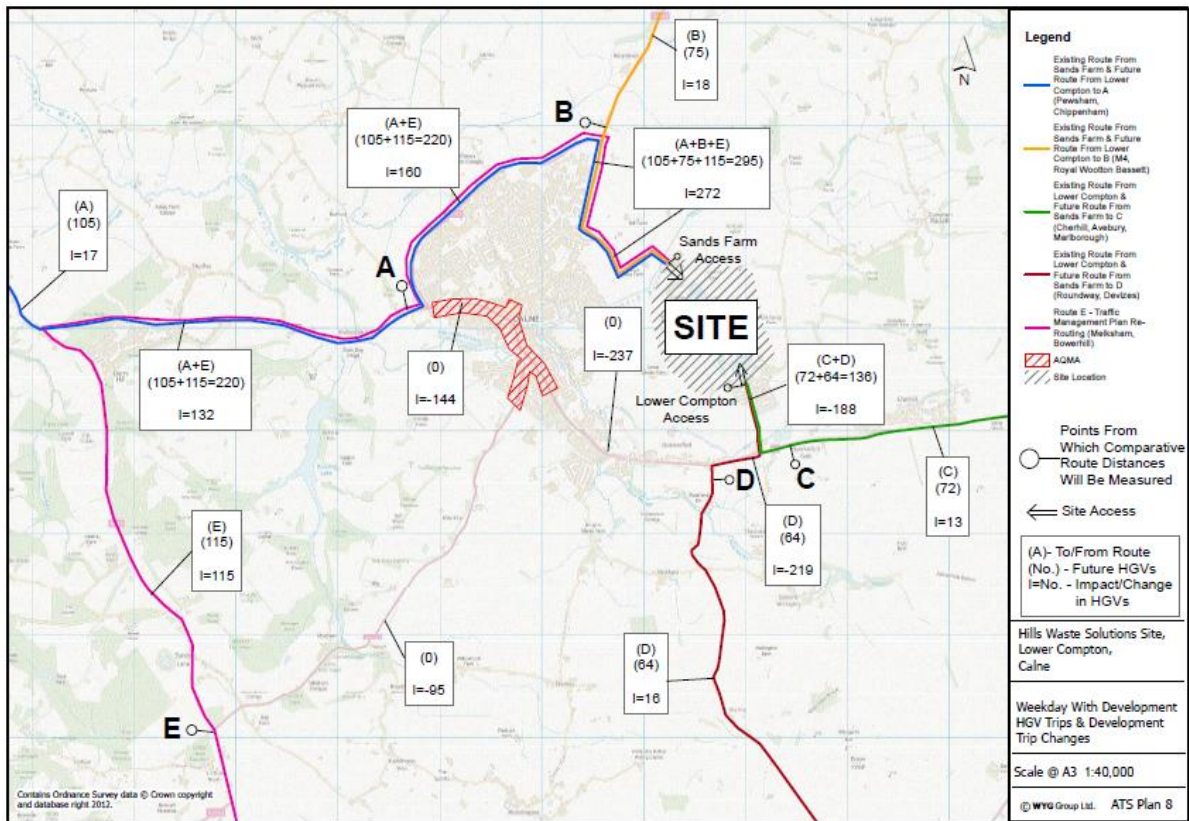 (B)
(75)
I=18
B
(A+E)
(105+115=220)
I=160
(A+B+E)
(105+75+115=295)
I=272
(A)
(105)
I=17
A
Sands Farm
Access
SITE
(0)
I=-237
(A+E)
(105+115=220)
I=132
(0)
I=-144
(C+D)
(72+64=136)
I=-188
Lower Compton
Access
D
C
(C)
(72)
I=13
(E)
(115)
I=115
(D)
(64)
I=-219
(0)
I=-95
(D)
(64)
I=16
E
Contains Ordnance Survey data © Crown copyright
and database right 2012.
N
Legend
Existing Route From
Sands Farm & Future
Route From Lower
Compton to A
(Pewsham,
Chippenham)
Existing Route From
Sands Farm & Future
Route From Lower
Compton to B (M4,
Royal Wootton Bassett)
Existing Route From
Lower Compton &
Future Route From
Sands Farm to C
(Cherhill, Avebury,
Marlborough)
Existing Route From
Lower Compton &
Future Route From
Sands Farm to D
(Roundway, Devizes)
Route E - Traffic
Management Plan Re-
Routing (Melksham,
Bowerhill)
AQMA
Site Location
Points From
Which Comparative
Route Distances
Will Be Measured
Site Access
(A)- To/From Route
(No.) - Future HGVs
I=No. - Impact/Change
in HGVs
Hills Waste Solutions Site,
Lower Compton,
Calne
Weekday With Development
HGV Trips & Development
Trip Changes
Scale @ A3 1:40,000
© WYG Group Ltd. ATS Plan 8